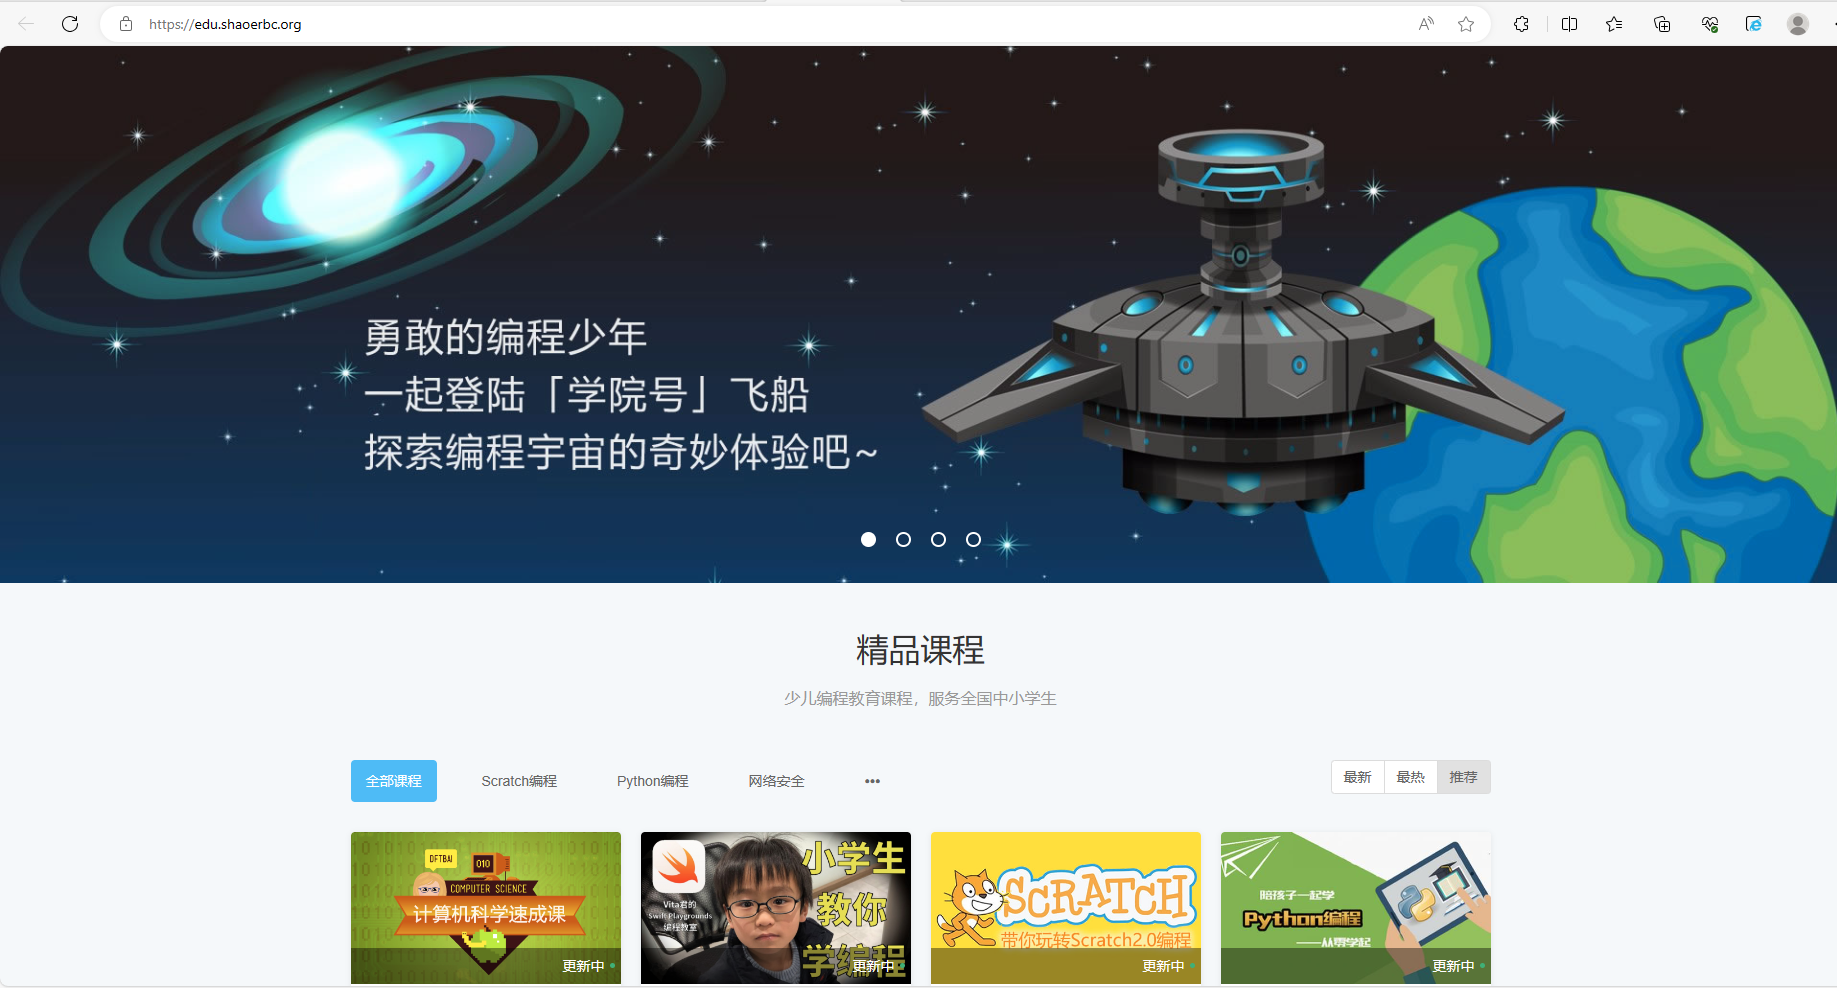 https://edu.shaoerbc.org
勇敢的编程少年
一起登陆「学院号」飞船
探索编程宇宙的奇妙体验吧~
精品课程
少儿编程教育课程，服务全国中小学生
全部课程
Scratch编程
Python编程
网络安全
•••
最新
最热
推荐
DFTBA!
010
COMPUTER SCIENCE
计算机科学速成课
更新中
小学生
教你
学编程
Vita君的
Swift Playgrounds
编程教室
更新中
SCRATCH
带你玩转Scratch2.0编程
更新中
陪孩子一起学
Python编程
——从零学起
更新中